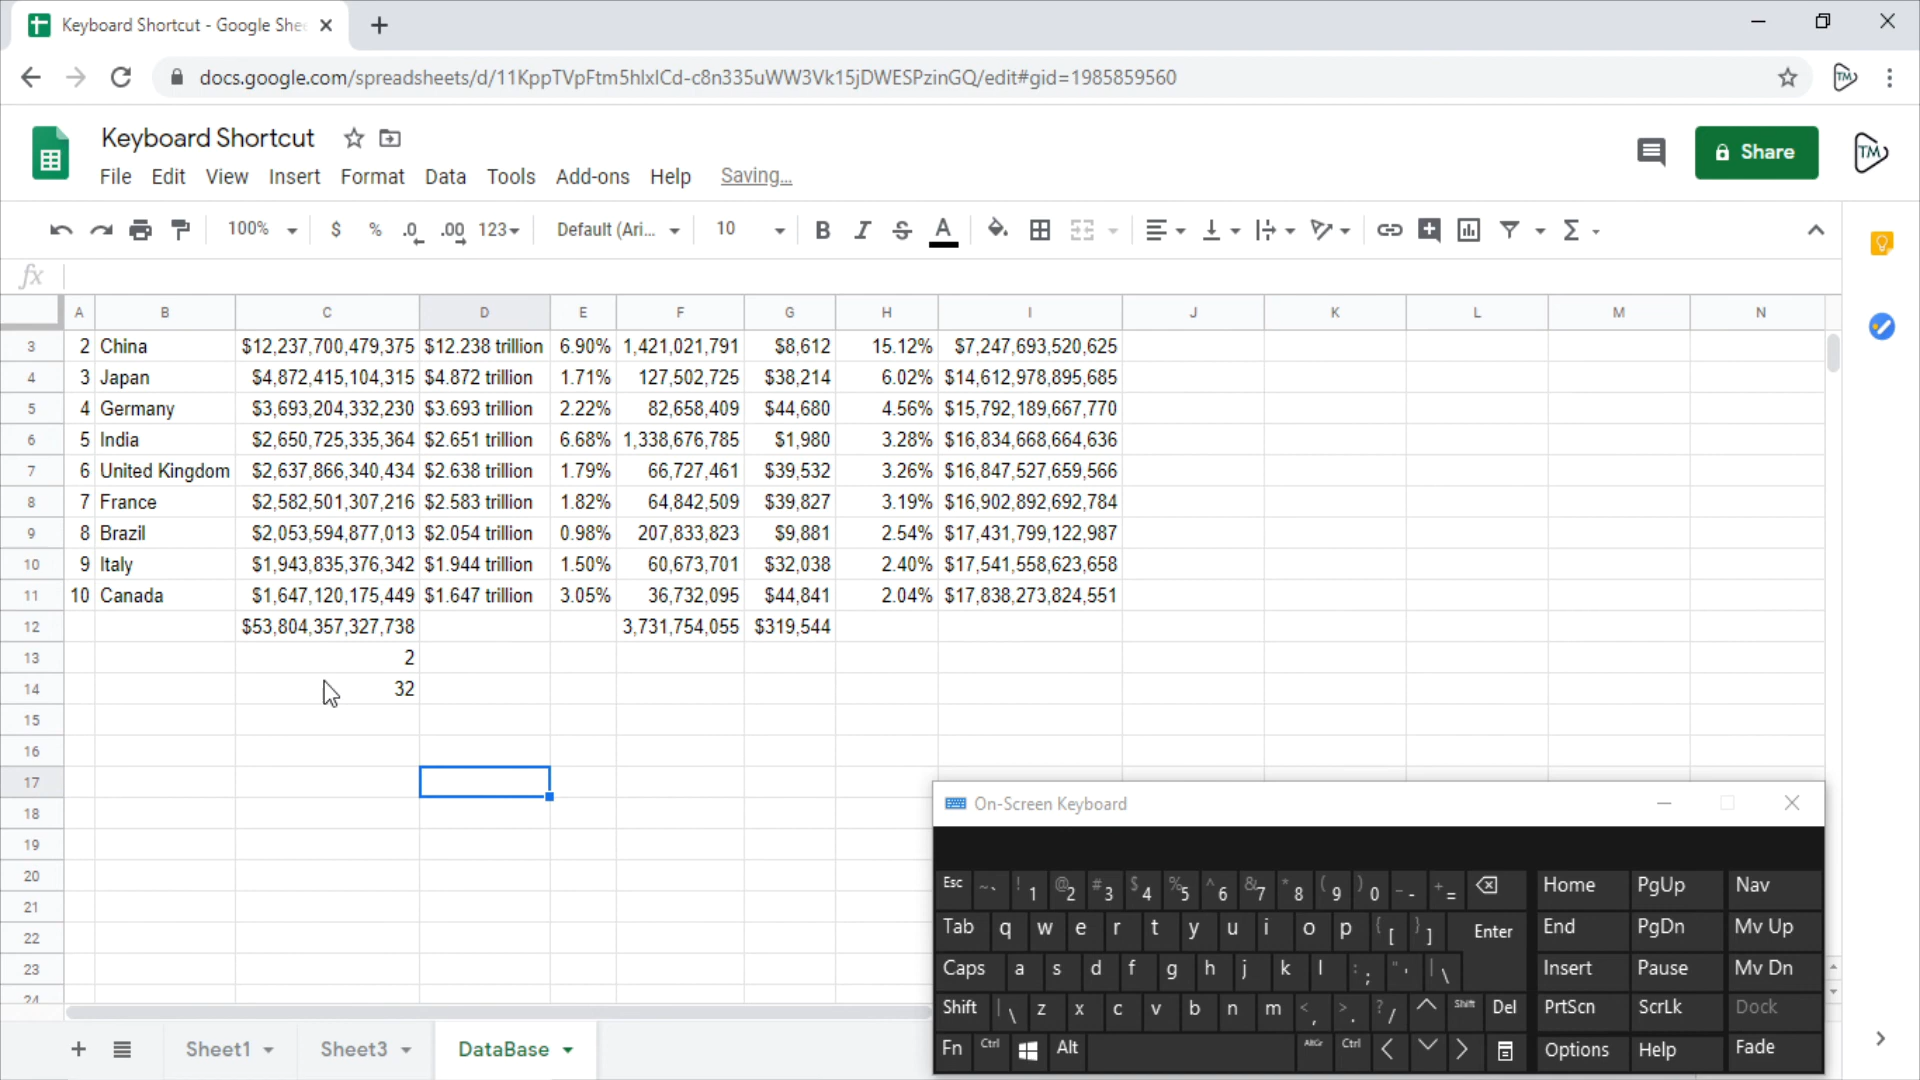 Keyboard Shortcut - Google She
docs.google.com/spreadsheets/d/11KppTVpFtm5hlxlCd-c8n335uWW3Vk15jDWESPzinGQ/edit#gid=1985859560
TM
Keyboard Shortcut
Share
TM
File Edit View Insert Format Data Tools Add-ons Help Saving...
100% $ % .0 .00 123 Default (Ari... 10 B I S A Σ
fx
A B C D E F G H I J K L M N
3 2 China $12,237,700,479,375 $12.238 trillion 6.90% 1,421,021,791 $8,612 15.12% $7,247,693,520,625
4 3 Japan $4,872,415,104,315 $4.872 trillion 1.71% 127,502,725 $38,214 6.02% $14,612,978,895,685
5 4 Germany $3,693,204,332,230 $3.693 trillion 2.22% 82,658,409 $44,680 4.56% $15,792,189,667,770
6 5 India $2,650,725,335,364 $2.651 trillion 6.68% 1,338,676,785 $1,980 3.28% $16,834,668,664,636
7 6 United Kingdom $2,637,866,340,434 $2.638 trillion 1.79% 66,727,461 $39,532 3.26% $16,847,527,659,566
8 7 France $2,582,501,307,216 $2.583 trillion 1.82% 64,842,509 $39,827 3.19% $16,902,892,692,784
9 8 Brazil $2,053,594,877,013 $2.054 trillion 0.98% 207,833,823 $9,881 2.54% $17,431,799,122,987
10 9 Italy $1,943,835,376,342 $1.944 trillion 1.50% 60,673,701 $32,038 2.40% $17,541,558,623,658
11 10 Canada $1,647,120,175,449 $1.647 trillion 3.05% 36,732,095 $44,841 2.04% $17,838,273,824,551
12 $53,804,357,327,738 3,731,754,055 $319,544
13 2
14 32
15
16
17
18
19
20
21
22
23
24
On-Screen Keyboard
Esc ~ ` ! 1 @ 2 # 3 $ 4 % 5 ^ 6 & 7 * 8 ( 9 ) 0 _ - + = Home PgUp Nav
Tab q w e r t y u i o p { [ } ] Enter End PgDn Mv Up
Caps a s d f g h j k l : ; " ' | \ Insert Pause Mv Dn
Shift | \ z x c v b n m < , > . ? / Shift Del PrtScn ScrLk Dock
Fn Ctrl Alt AltGr Ctrl Options Help Fade
Sheet1 Sheet3 DataBase